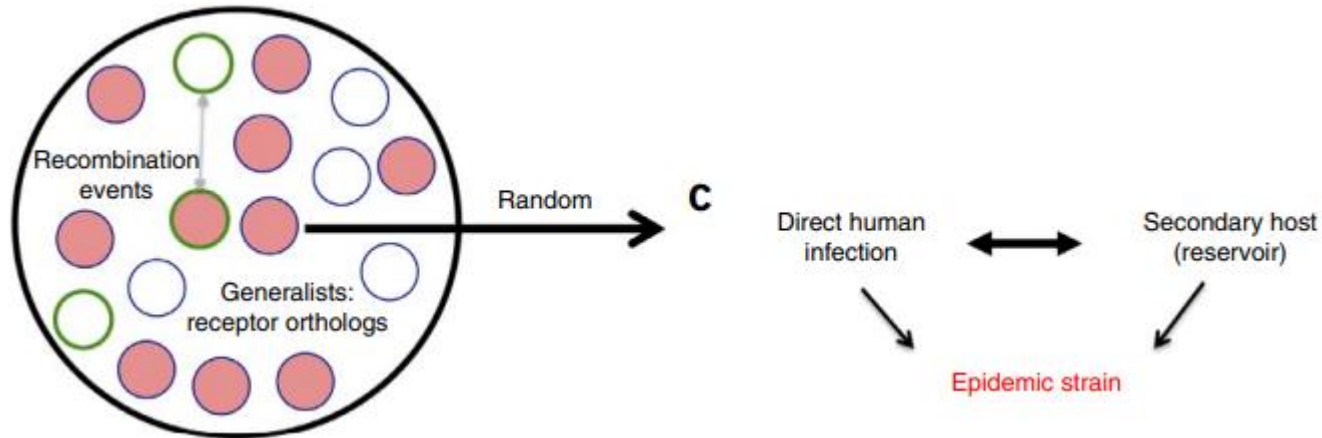 Recombination
events
Generalists:
receptor orthologs
Random
C
Direct human
infection
Secondary host
(reservoir)
Epidemic strain